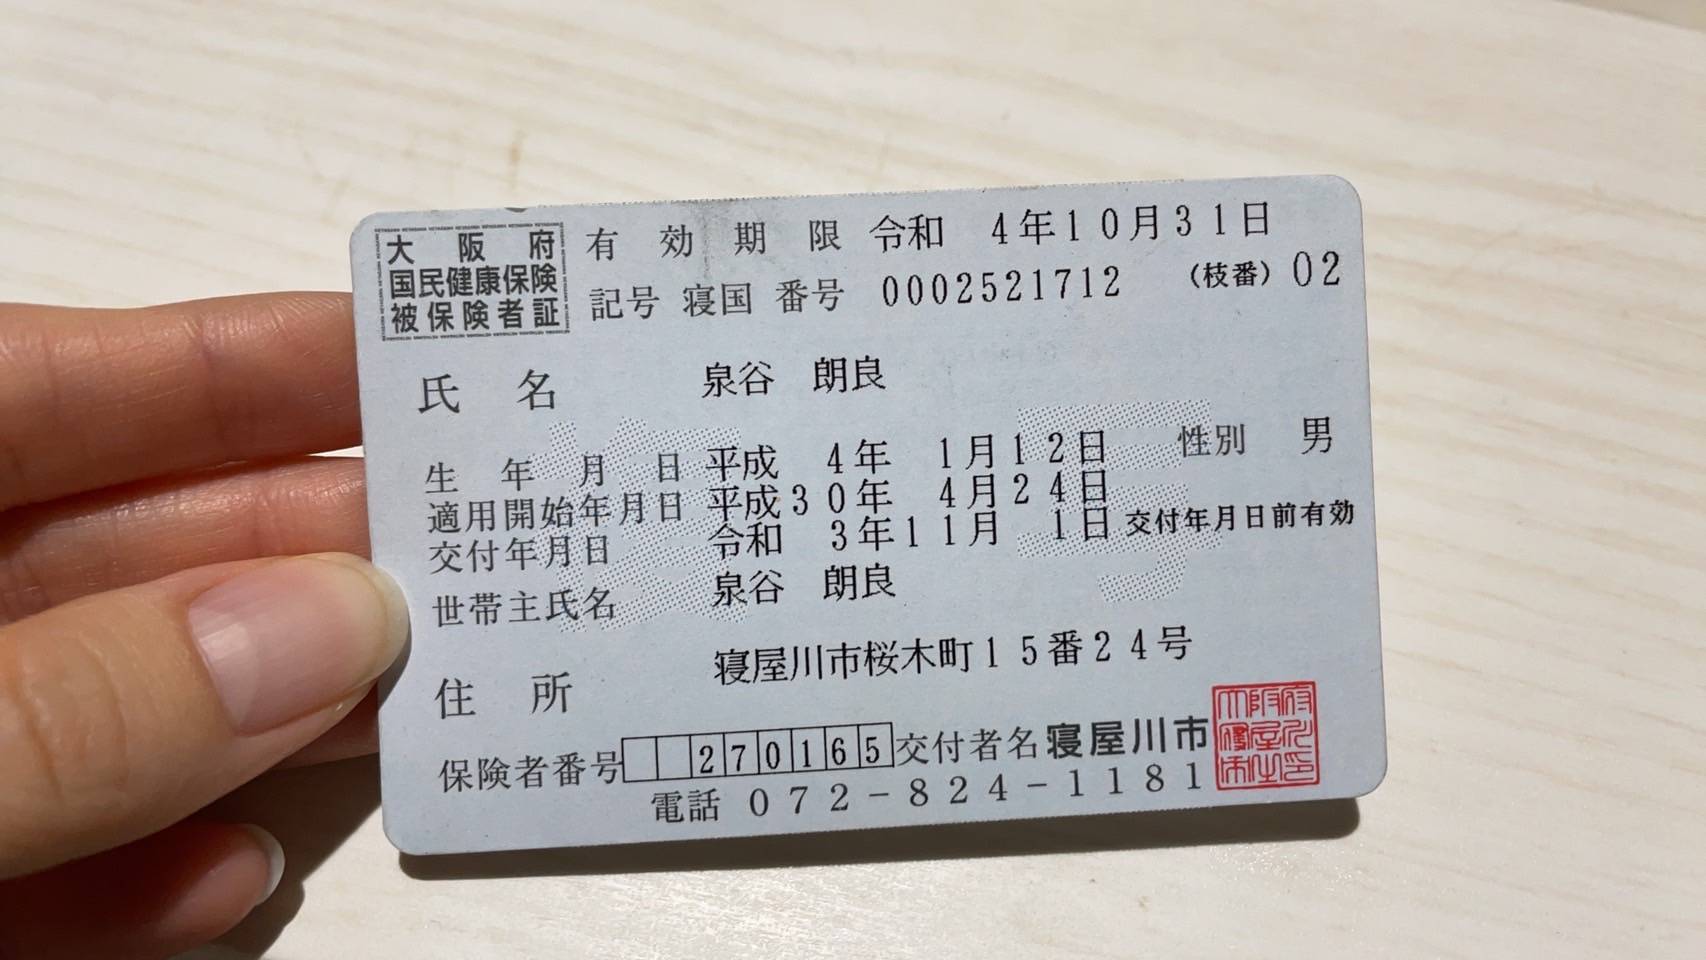 大阪府
国民健康保険
被保険者証
有効期限 令和 4年10月31日
記号 寝国 番号 0002521712 (枝番) 02
氏名 泉谷 朗良
生年月日 平成 4年 1月12日 性別 男
適用開始年月日 平成30年 4月24日
交付年月日 令和 3年11月 1日 交付年月日前有効
世帯主氏名 泉谷 朗良
住所 寝屋川市桜木町15番24号
保険者番号 270165 交付者名 寝屋川市
電話 072-824-1181